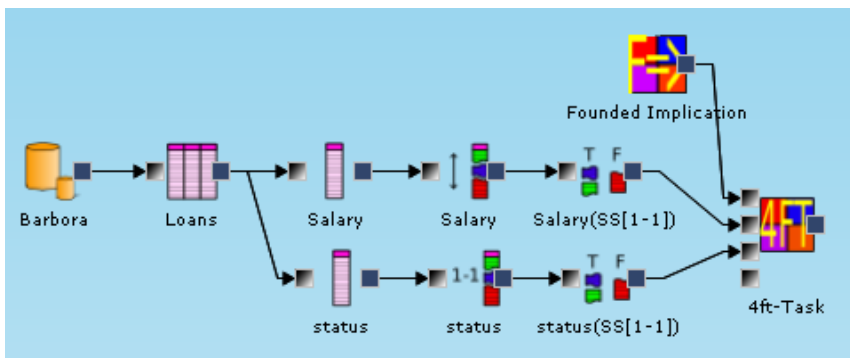 F=>
Founded Implication
T F
4FT
Barbora
Loans
Salary
Salary
Salary(SS[1-1])
T F
1-1
status
status
status(SS[1-1])
4ft-Task